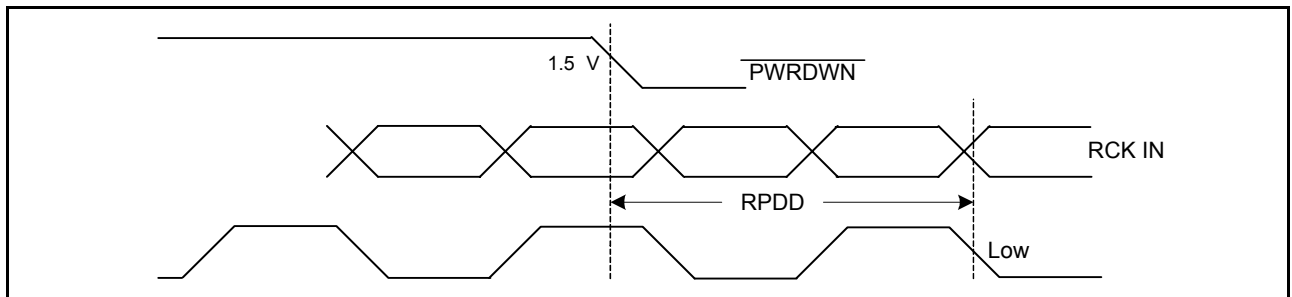 1.5 V
PWRDWN
RCK IN
RPDD
Low